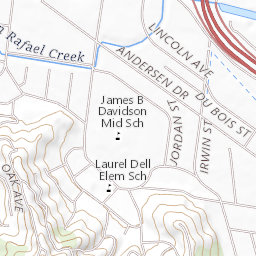 Rafael Creek
LINCOLN AVE
ANDERSEN DR
DU BOIS ST
James B
Davidson
Mid Sch
JORDAN ST
IRWIN ST
Laurel Dell
Elem Sch
OAK AVE